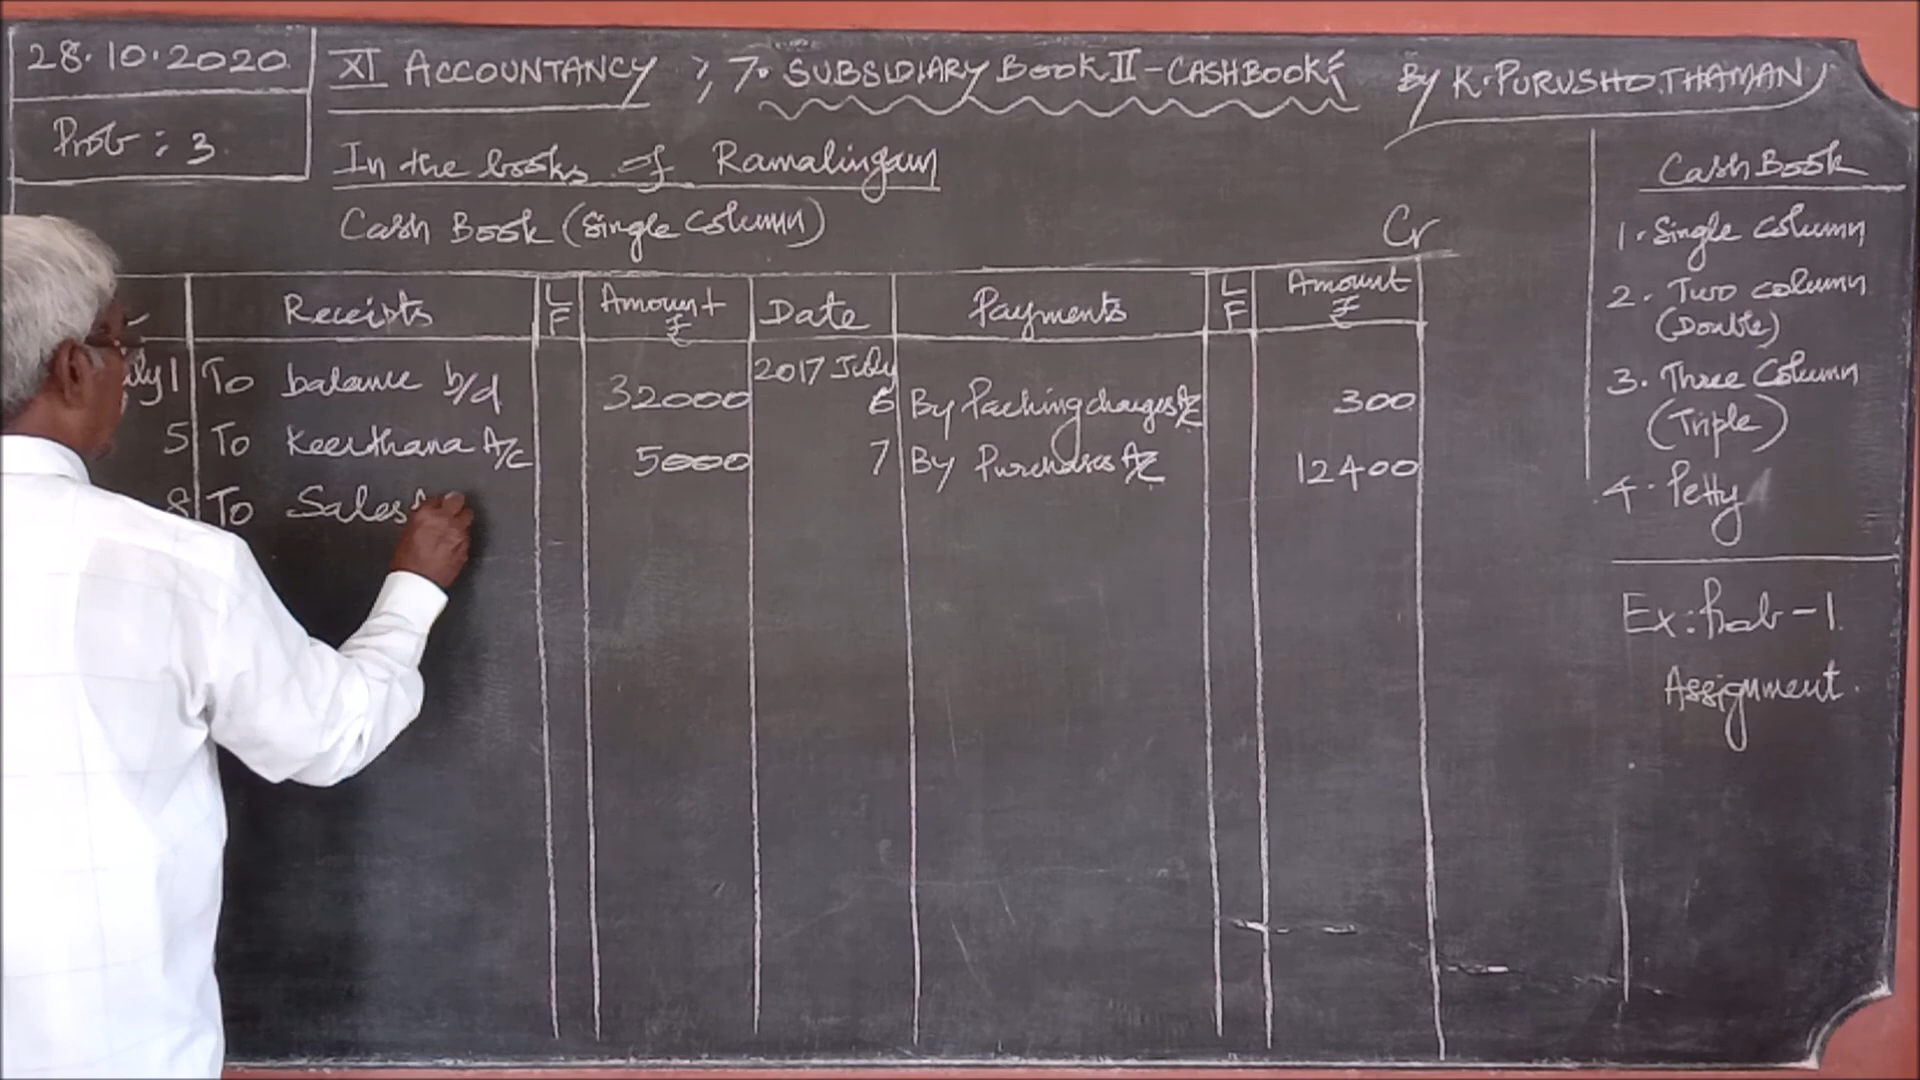 28.10.2020
Prob : 3
XI ACCOUNTANCY ; 7. SUBSIDIARY BOOK II - CASHBOOK
BY K. PURUSHOTHAMAN
In the books of Ramalingam
Cash Book (Single Column)
Cr
Receipts L F Amount ₹ Date Payments L F Amount ₹
1 To balance b/d 32000 2017 July
6 By Packing charges A/c 300
5 To Keerthana A/c 5000 7 By Purchases A/c 12400
8 To Sales
Cash Book
1. Single Column
2. Two Column
(Double)
3. Three Column
(Triple)
4. Petty
Ex: Prob - 1
Assignment.